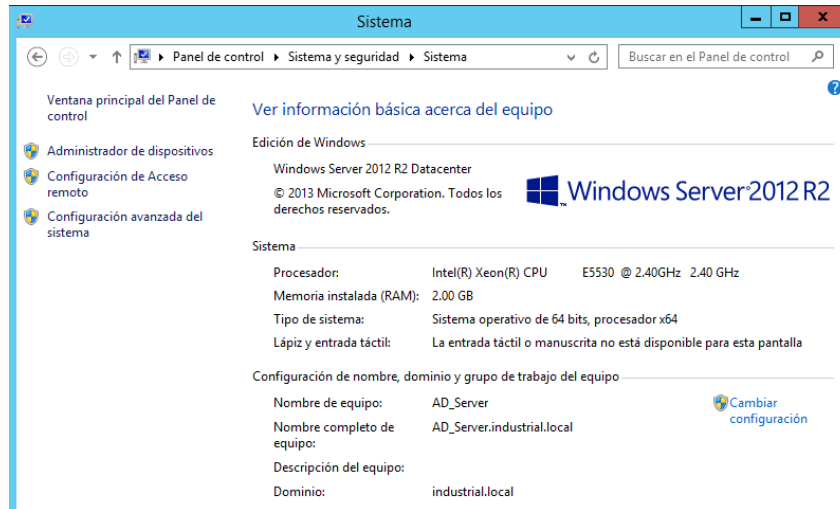 Sistema
Panel de control Sistema y seguridad Sistema
Buscar en el Panel de control
Ventana principal del Panel de
control
Administrador de dispositivos
Configuración de Acceso
remoto
Configuración avanzada del
sistema
Ver información básica acerca del equipo
Edición de Windows
Windows Server 2012 R2 Datacenter
© 2013 Microsoft Corporation. Todos los
derechos reservados.
Windows Server 2012 R2
Sistema
Procesador: Intel(R) Xeon(R) CPU E5530 @ 2.40GHz 2.40 GHz
Memoria instalada (RAM): 2.00 GB
Tipo de sistema: Sistema operativo de 64 bits, procesador x64
Lápiz y entrada táctil: La entrada táctil o manuscrita no está disponible para esta pantalla
Configuración de nombre, dominio y grupo de trabajo del equipo
Nombre de equipo: AD_Server
Cambiar
configuración
Nombre completo de
equipo:
AD_Server.industrial.local
Descripción del equipo:
Dominio: industrial.local